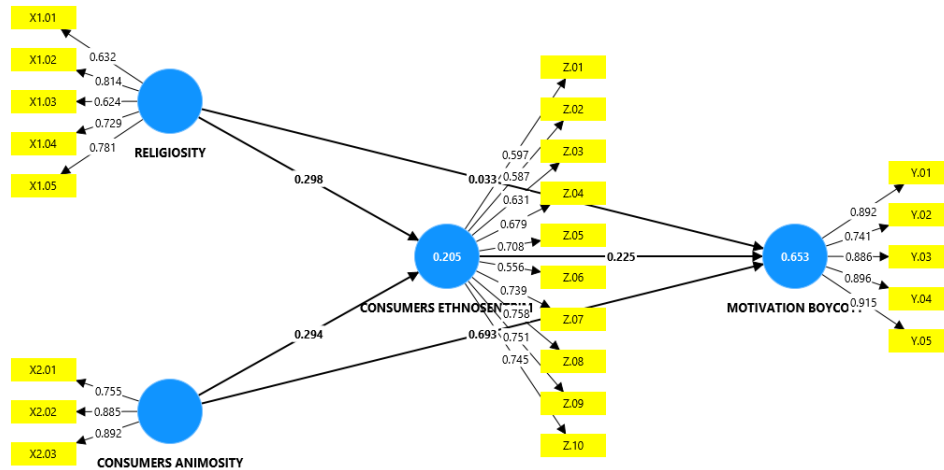 X1.01
X1.02
X1.03
X1.04
X1.05
0.632
0.814
0.624
0.729
0.781
RELIGIOSITY
0.298
0.033
Z.01
Z.02
Z.03
Z.04
Z.05
Z.06
Z.07
Z.08
Z.09
Z.10
0.597
0.587
0.631
0.679
0.708
0.556
0.739
0.758
0.751
0.745
0.205
CONSUMERS
0.225
0.653
MOTIVATION
Y.01
Y.02
Y.03
Y.04
Y.05
0.892
0.741
0.886
0.896
0.915
0.294
0.693
X2.01
X2.02
X2.03
0.755
0.885
0.892
CONSUMERS ANIMOSITY